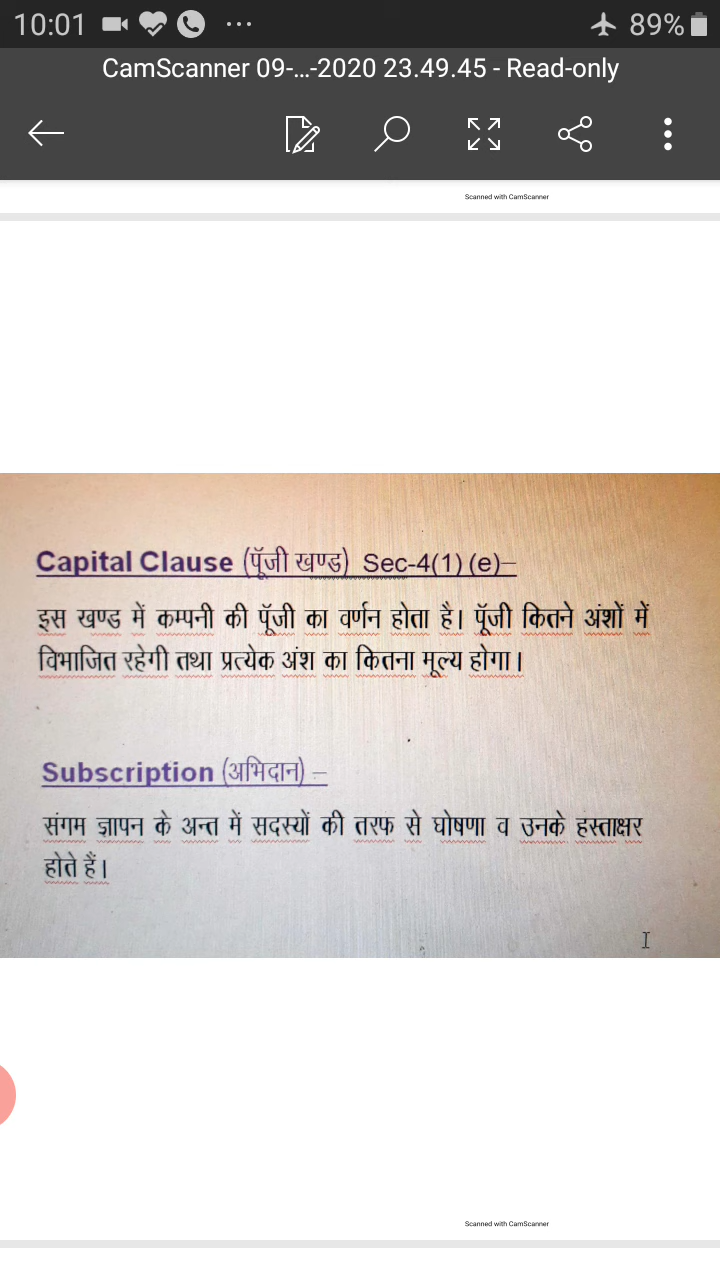 10:01 ... 89%
CamScanner 09-...-2020 23.49.45 - Read-only
Scanned with CamScanner
Capital Clause (पूॅजी खण्ड) Sec-4(1) (e)–
इस खण्ड में कम्पनी की पूॅजी का वर्णन होता है। पूॅजी कितने अंशों में
विभाजित रहेगी तथा प्रत्येक अंश का कितना मूल्य होगा।
Subscription (अभिदान) –
संगम ज्ञापन के अन्त में सदस्यों की तरफ से घोषणा व उनके हस्ताक्षर
होते हैं।
Scanned with CamScanner